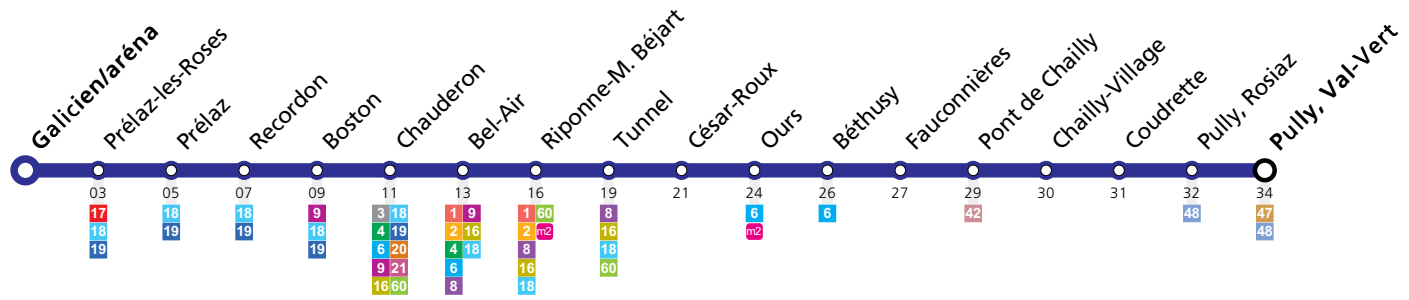 Galicien/aréna
Prélaz-les-Roses
Prélaz
Recordon
Boston
Chauderon
Bel-Air
Riponne-M. Béjart
Tunnel
César-Roux
Ours
Béthusy
Fauconnières
Pont de Chailly
Chailly-Village
Coudrette
Pully, Rosiaz
Pully, Val-Vert
03 05 07 09 11 13 16 19 21 24 26 27 29 30 31 32 34
17 18 18 9 3 18 1 9 1 60 8 6 6 42 48 47
18 19 19 18 4 19 2 16 2 m2 16 m2 48
19 19 6 20 4 18 8 18
9 21 6 16 60
16 60 8 18